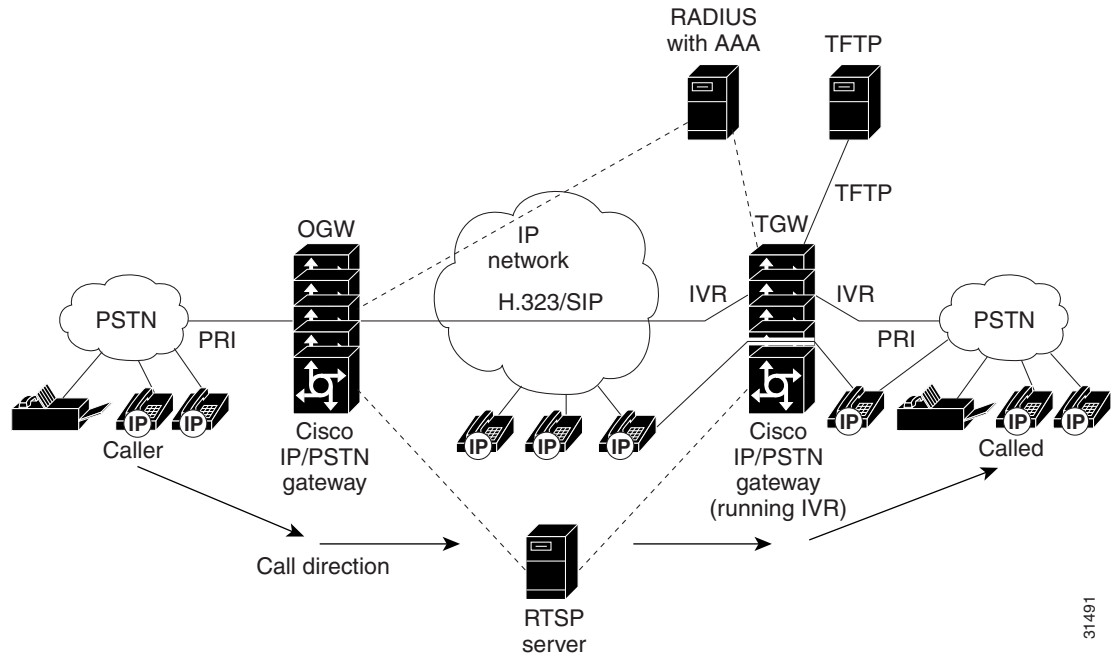 RADIUS
with AAA
TFTP
TFTP
OGW
IP
network
H.323/SIP
TGW
IVR
IVR
PSTN
PRI
PRI
PSTN
IP
IP
IP
IP
IP
IP
IP
IP
Caller
Cisco
IP/PSTN
gateway
Cisco
IP/PSTN
gateway
(running IVR)
Called
Call direction
RTSP
server
31491